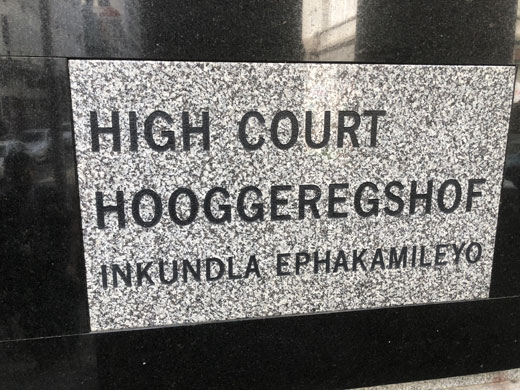 HIGH COURT
HOOGGEREGSHOF
INKUNDLA EPHAKAMILEYO